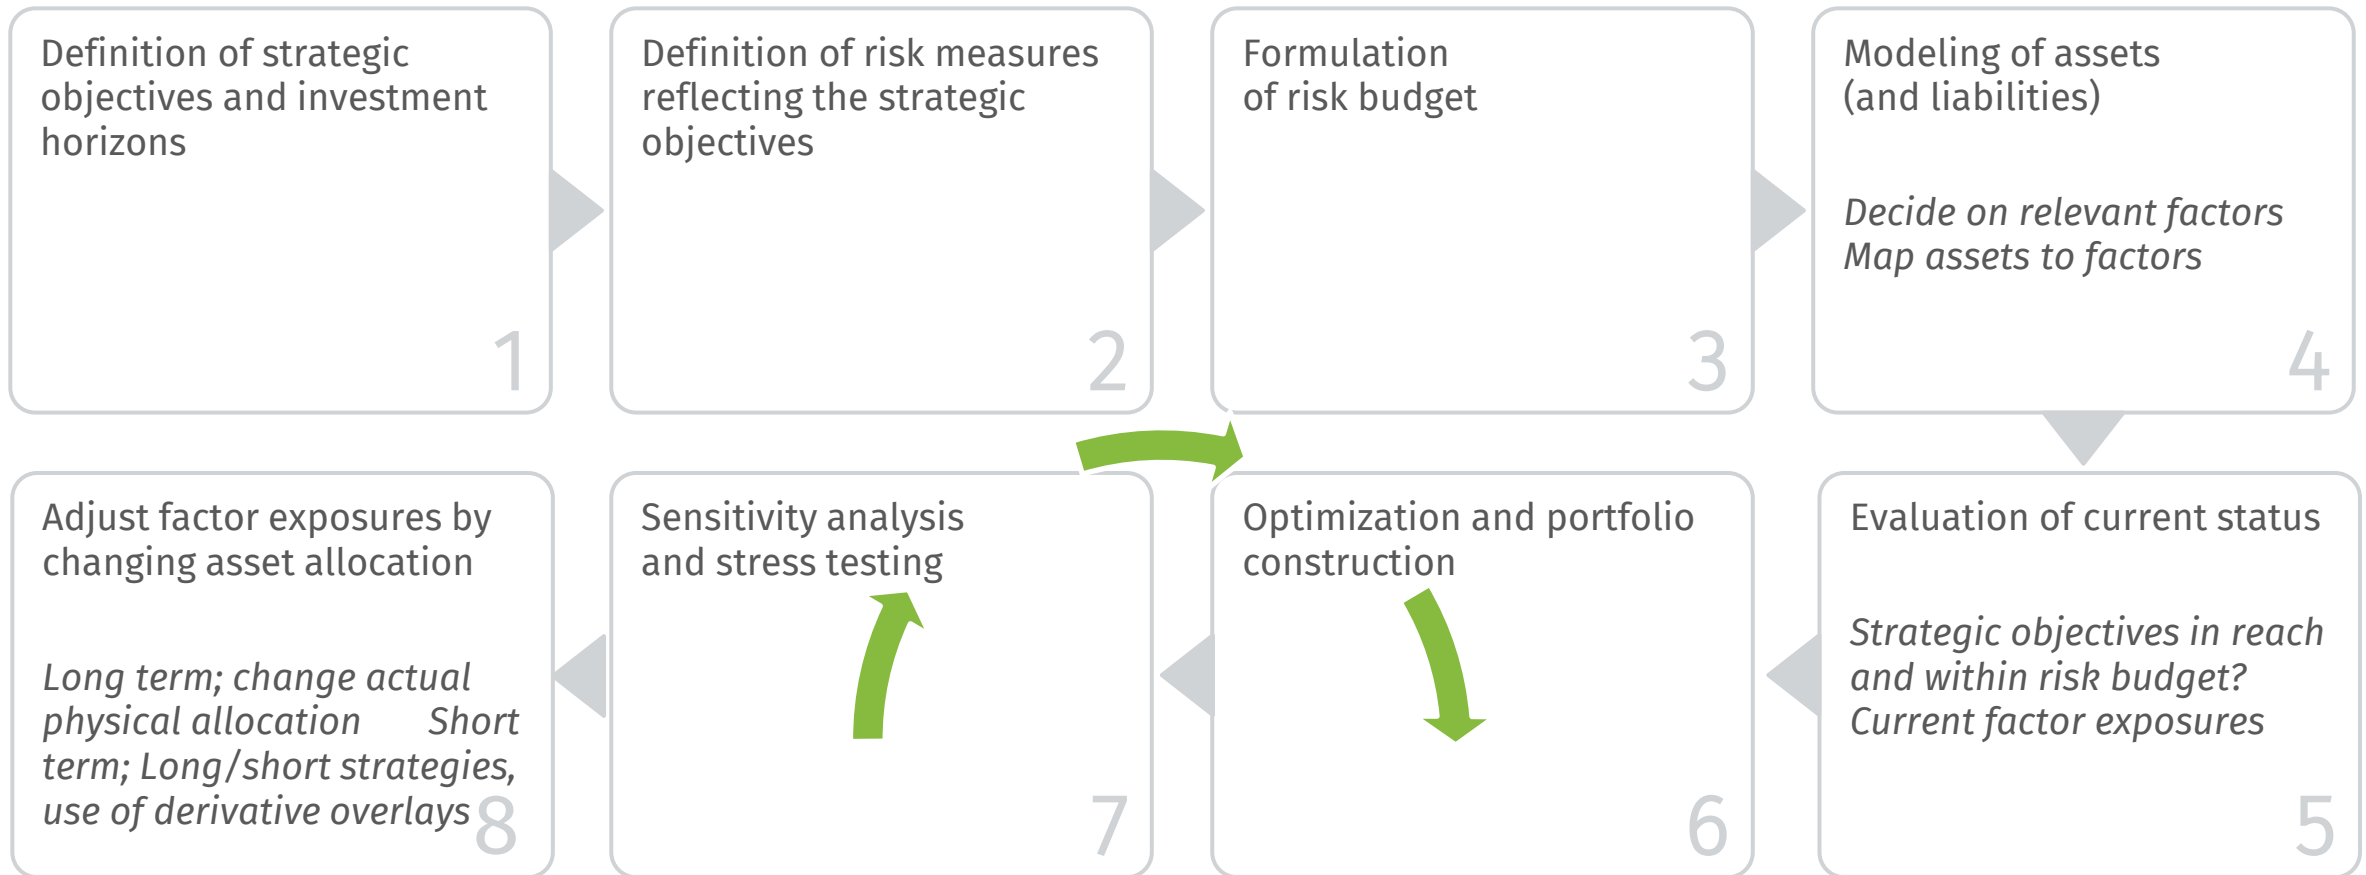 Definition of strategic
objectives and investment
horizons
1
Definition of risk measures
reflecting the strategic
objectives
2
Formulation
of risk budget
3
Modeling of assets
(and liabilities)
Decide on relevant factors
Map assets to factors
4
Adjust factor exposures by
changing asset allocation
Long term; change actual
physical allocation Short
term; Long/short strategies,
use of derivative overlays
8
Sensitivity analysis
and stress testing
7
Optimization and portfolio
construction
6
Evaluation of current status
Strategic objectives in reach
and within risk budget?
Current factor exposures
5